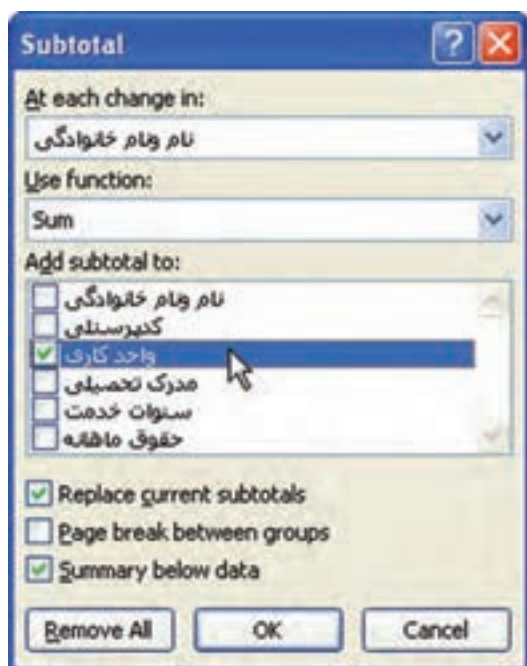 Subtotal
At each change in:
نام ونام خانوادگی
Use function:
Sum
Add subtotal to:
نام ونام خانوادگی
کدپرسنلی
واحد کاری
مدرک تحصیلی
سنوات خدمت
حقوق ماهانه
Replace current subtotals
Page break between groups
Summary below data
Remove All
OK
Cancel